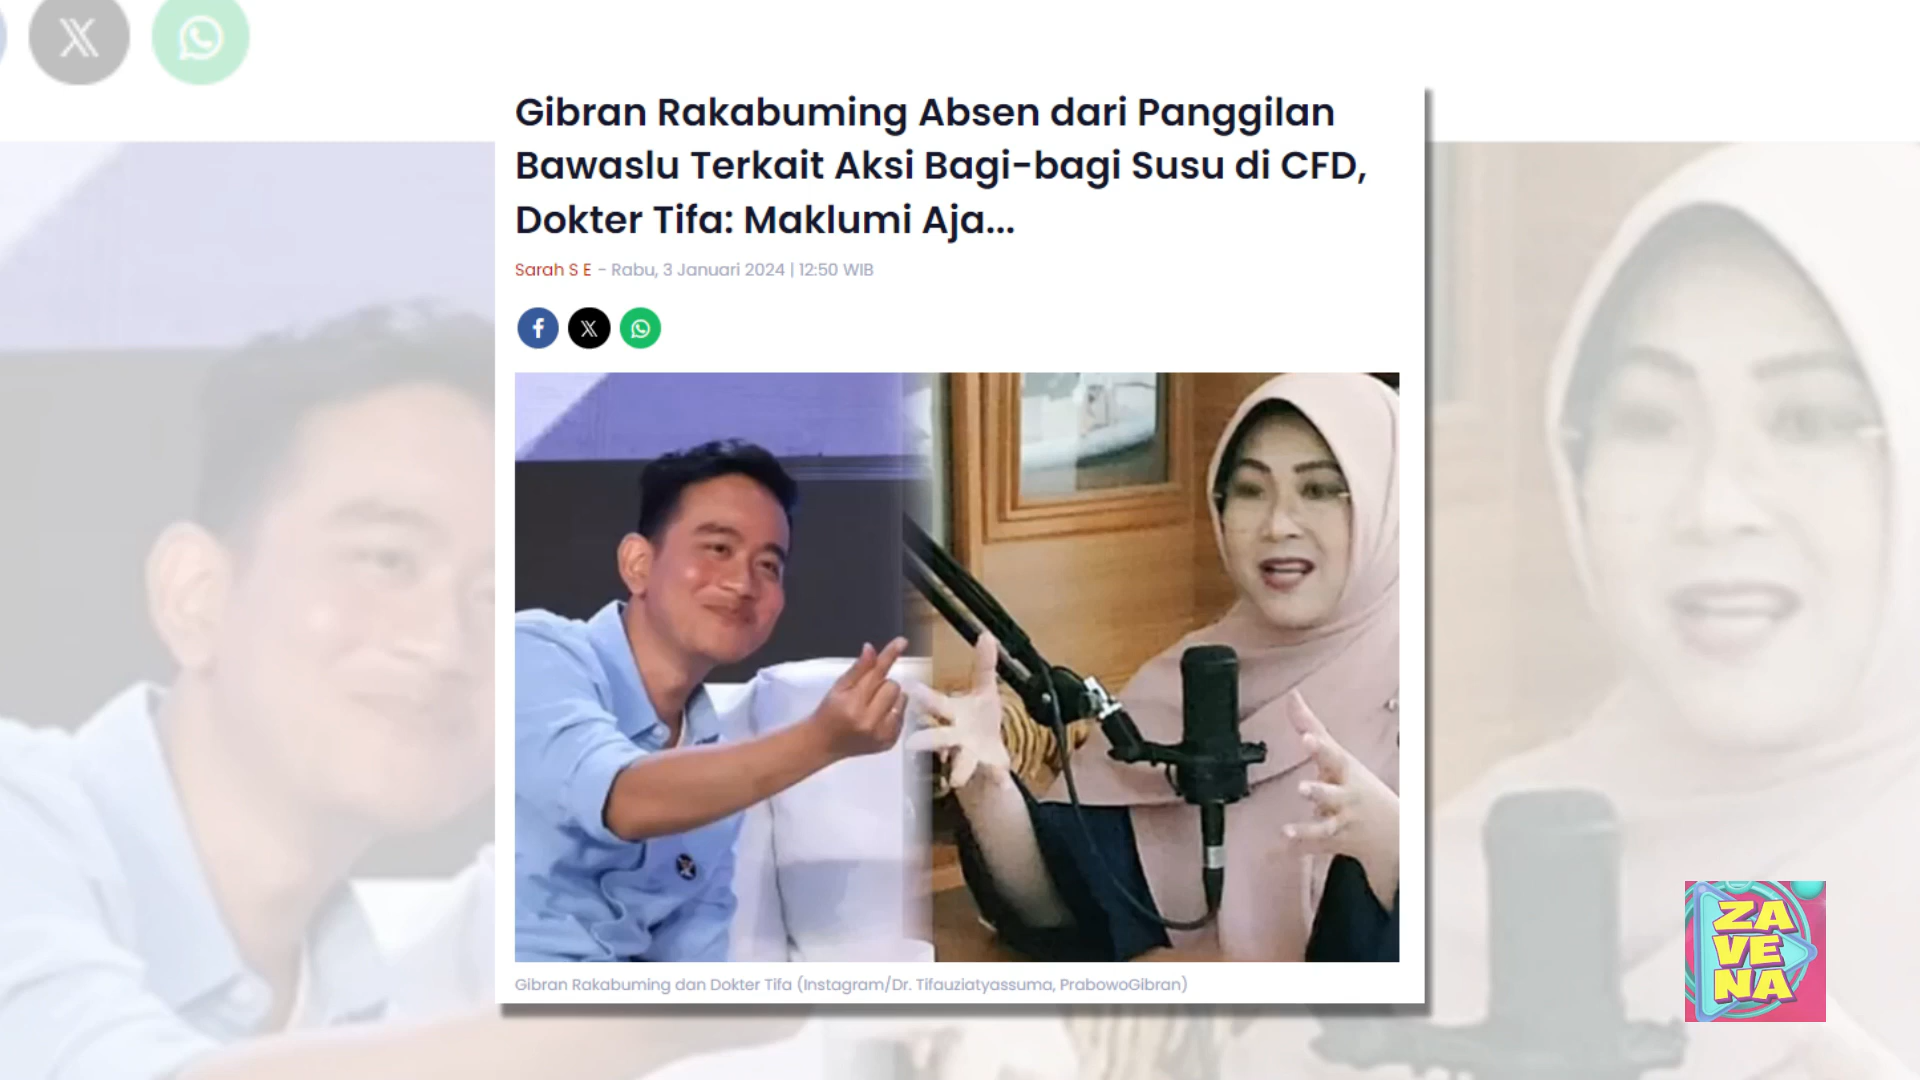 Gibran Rakabuming Absen dari Panggilan
Bawaslu Terkait Aksi Bagi-bagi Susu di CFD,
Dokter Tifa: Maklumi Aja...
Sarah S E - Rabu, 3 Januari 2024 | 12:50 WIB
Gibran Rakabuming dan Dokter Tifa (Instagram/Dr. Tifauziatyassuma, PrabowoGibran)
ZA
VE
NA